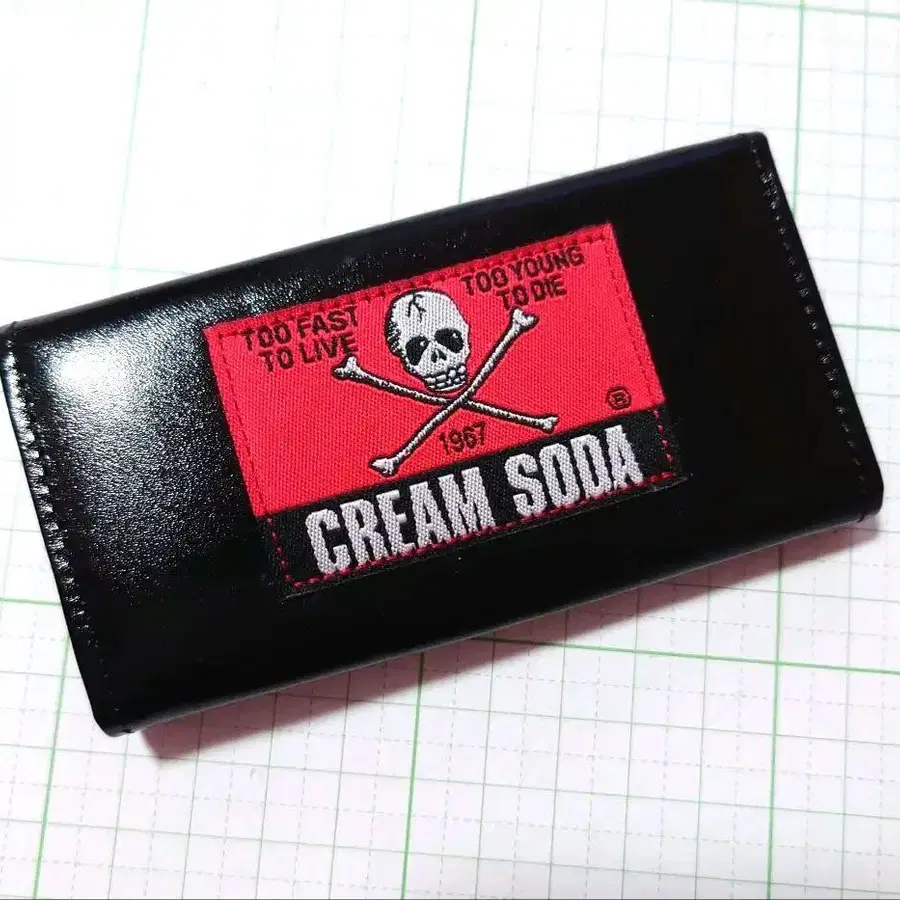 TOO FAST
TO LIVE
TOO YOUNG
TO DIE
®
1967
CREAM SODA